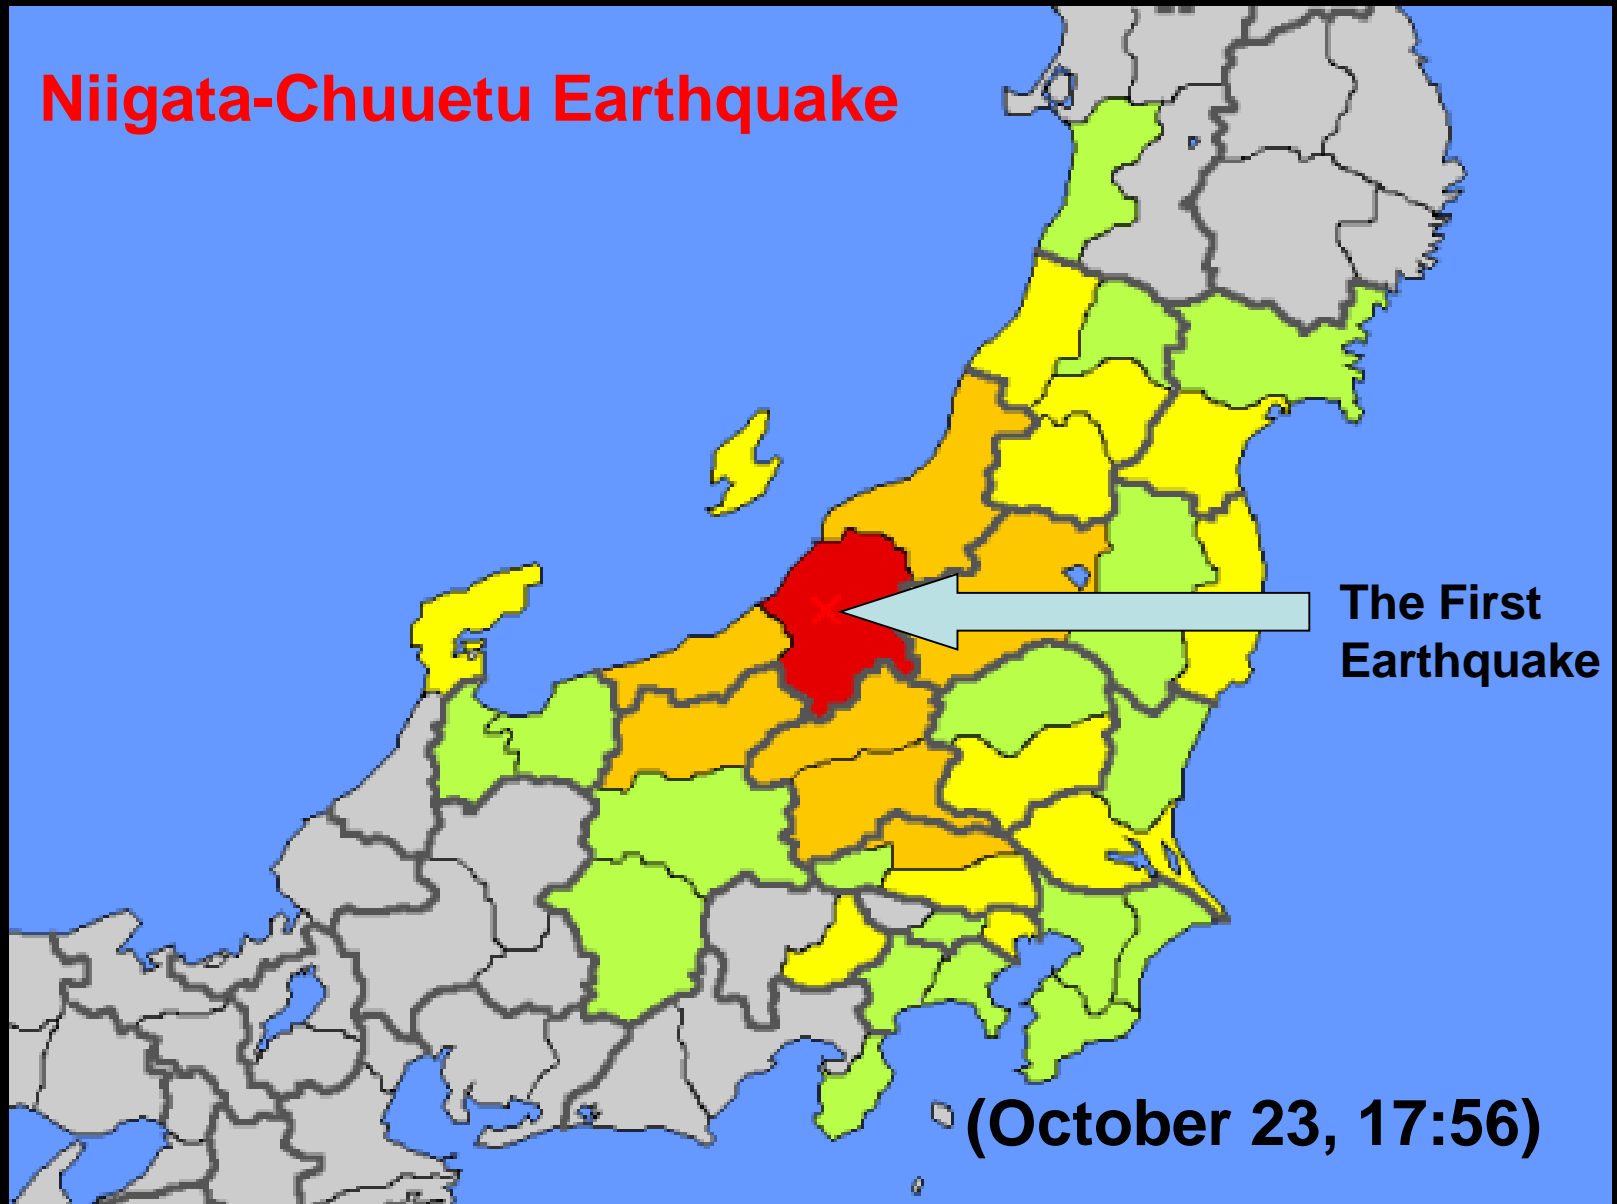 Niigata-Chuuetu Earthquake
The First
Earthquake
(October 23, 17:56)